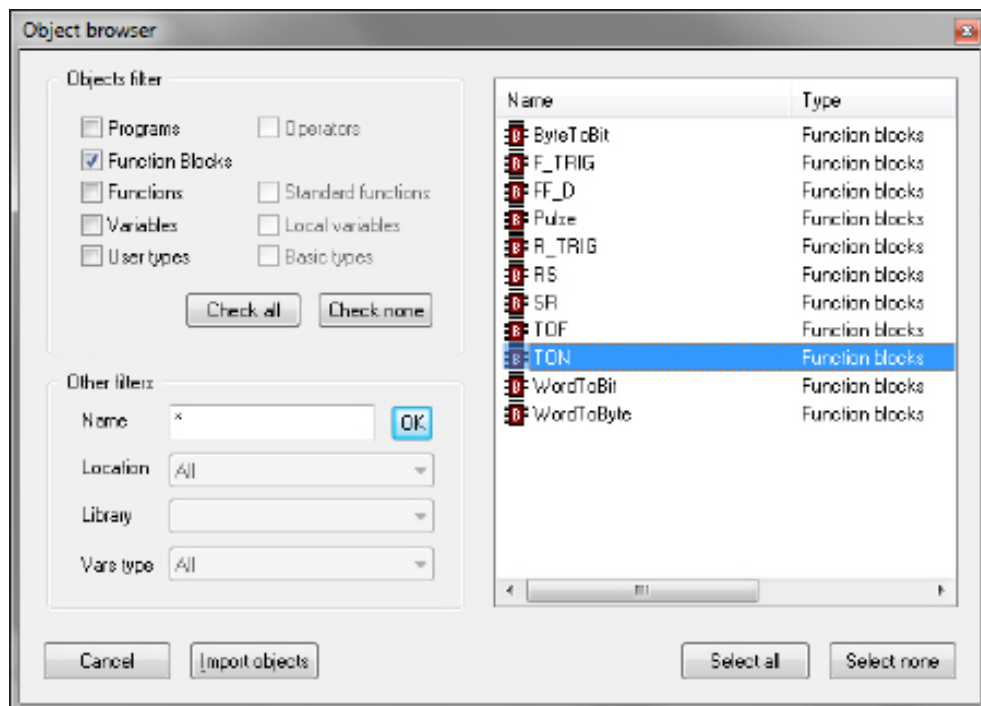 Object browser
Objects filter
Programs Operators
Function Blocks
Functions Standard functions
Variables Local variables
User types Basic types
Check all Check none
Other filters
Name * OK
Location All
Library
Vars type All
Name Type
ByteToBit Function blocks
F_TRIG Function blocks
FF_D Function blocks
Pulse Function blocks
R_TRIG Function blocks
RS Function blocks
SR Function blocks
TOF Function blocks
TON Function blocks
WordToBit Function blocks
WordToByte Function blocks
Cancel Import objects Select all Select none